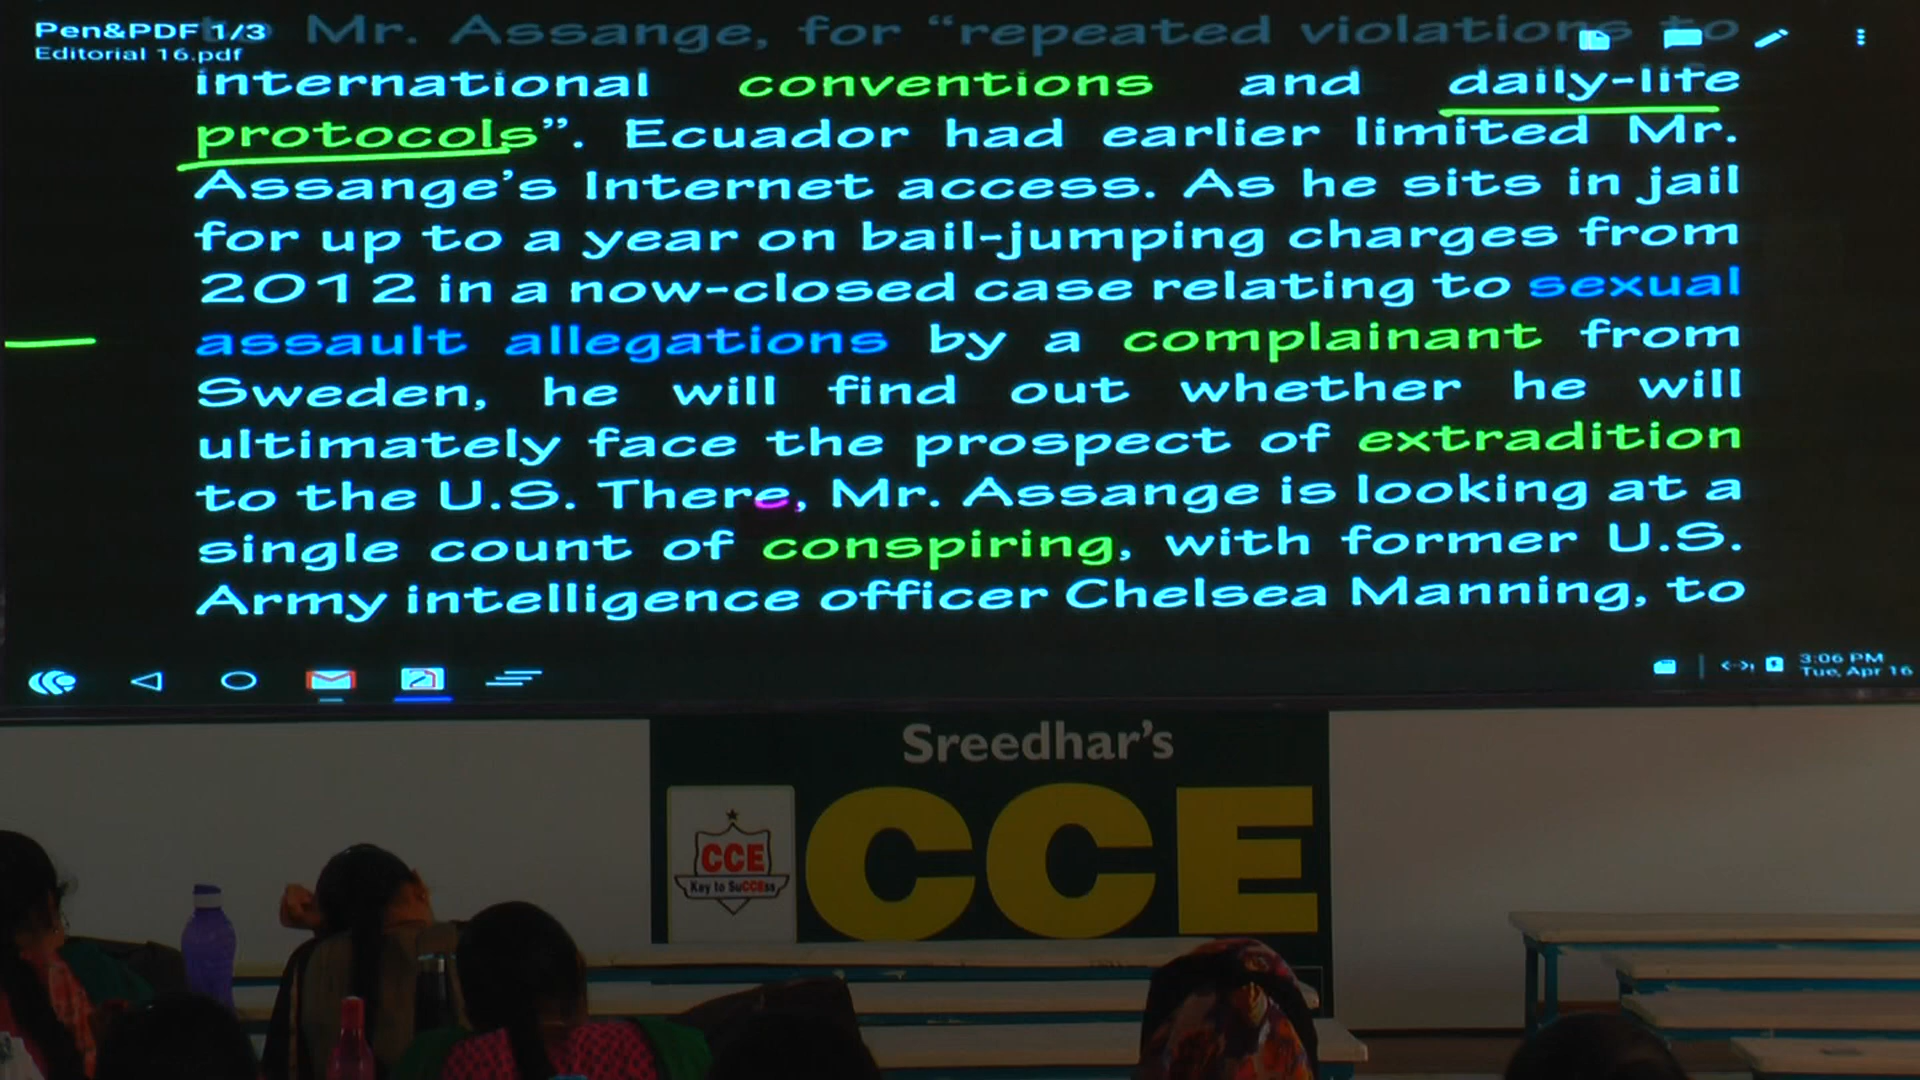 Pen&PDF 1/3
Editorial 16.pdf
Mr. Assange, for “repeated violations to
international conventions and daily-life
protocols”. Ecuador had earlier limited Mr.
Assange’s Internet access. As he sits in jail
for up to a year on bail-jumping charges from
2012 in a now-closed case relating to sexual
assault allegations by a complainant from
Sweden, he will find out whether he will
ultimately face the prospect of extradition
to the U.S. There, Mr. Assange is looking at a
single count of conspiring, with former U.S.
Army intelligence officer Chelsea Manning, to
3:06 PM
Tue, Apr 16
Sreedhar’s
CCE
CCE
Key to SuCCEss